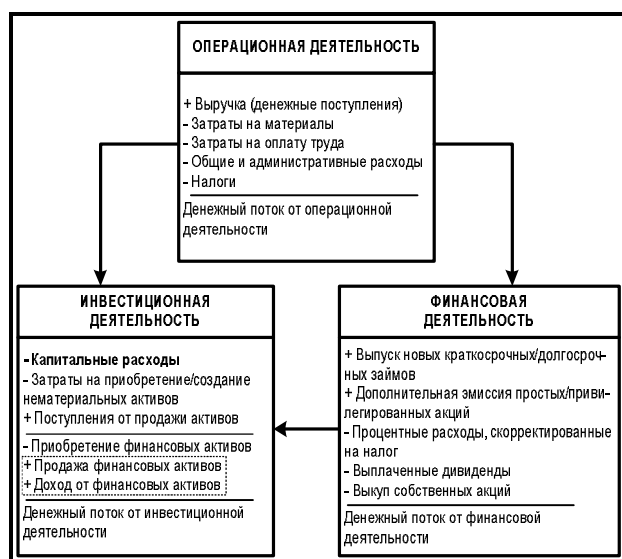 ОПЕРАЦИОННАЯ ДЕЯТЕЛЬНОСТЬ
+ Выручка (денежные поступления)
- Затраты на материалы
- Затраты на оплату труда
- Общие и административные расходы
- Налоги
Денежный поток от операционной
деятельности
ИНВЕСТИЦИОННАЯ
ДЕЯТЕЛЬНОСТЬ
- Капитальные расходы
- Затраты на приобретение/создание
нематериальных активов
+ Поступления от продажи активов
- Приобретение финансовых активов
+ Продажа финансовых активов
+ Доход от финансовых активов
Денежный поток от инвестиционной
деятельности
ФИНАНСОВАЯ
ДЕЯТЕЛЬНОСТЬ
+ Выпуск новых краткосрочных/долгосроч-
ных займов
+ Дополнительная эмиссия простых/приви-
легированных акций
- Процентные расходы, скорректированные
на налог
- Выплаченные дивиденды
- Выкуп собственных акций
Денежный поток от финансовой
деятельности